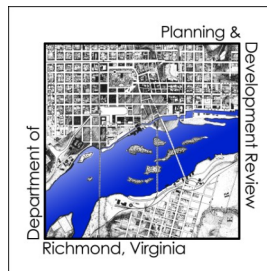 Department of
Planning &
Development Review
Richmond, Virginia